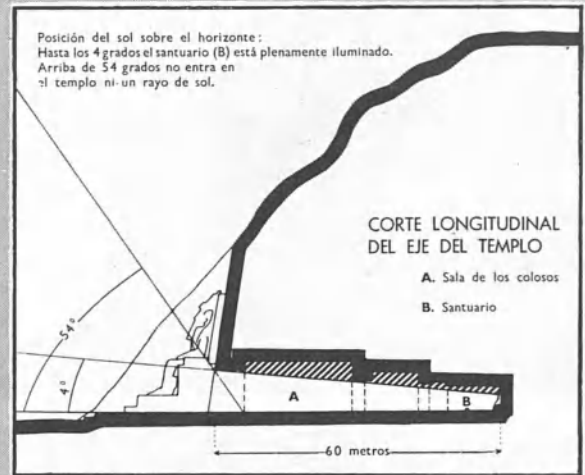 Posición del sol sobre el horizonte:
Hasta los 4 grados el santuario (B) está plenamente iluminado.
Arriba de 54 grados no entra en
el templo ni un rayo de sol.
CORTE LONGITUDINAL
DEL EJE DEL TEMPLO
A. Sala de los colosos
B. Santuario
54°
4°
A
B
60 metros